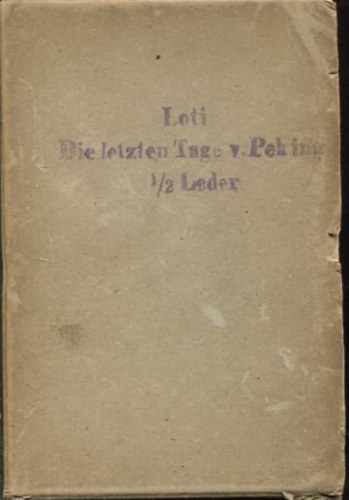 Loti
Die letzten Tage v. Peking
1/2 Leder